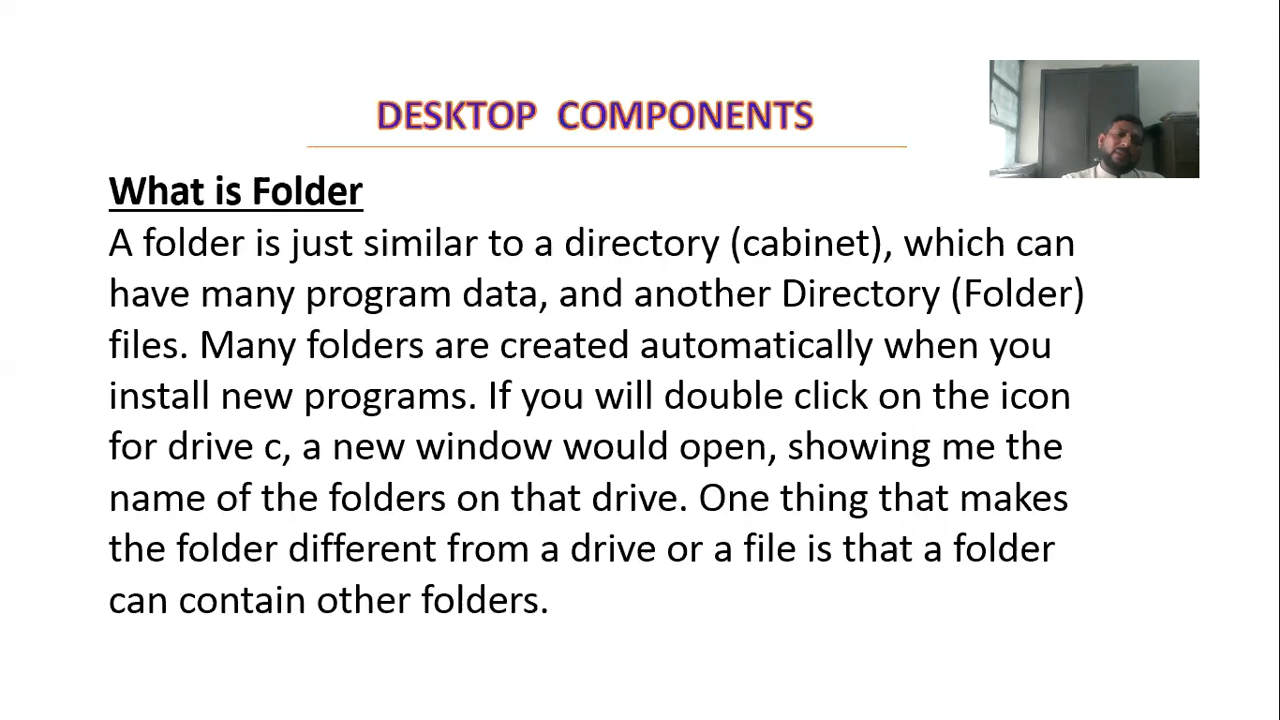 DESKTOP COMPONENTS
What is Folder
A folder is just similar to a directory (cabinet), which can
have many program data, and another Directory (Folder)
files. Many folders are created automatically when you
install new programs. If you will double click on the icon
for drive c, a new window would open, showing me the
name of the folders on that drive. One thing that makes
the folder different from a drive or a file is that a folder
can contain other folders.